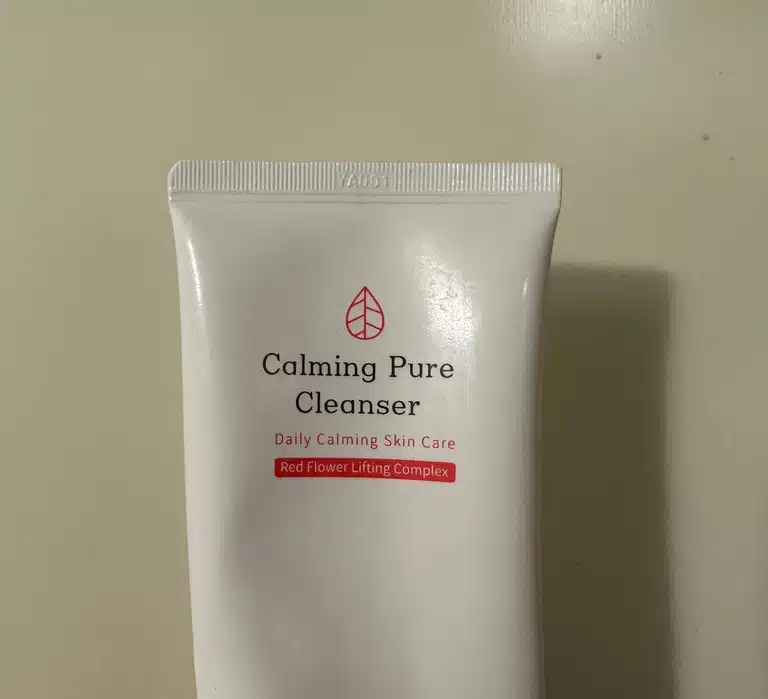 YA001
Calming Pure
Cleanser
Daily Calming Skin Care
Red Flower Lifting Complex